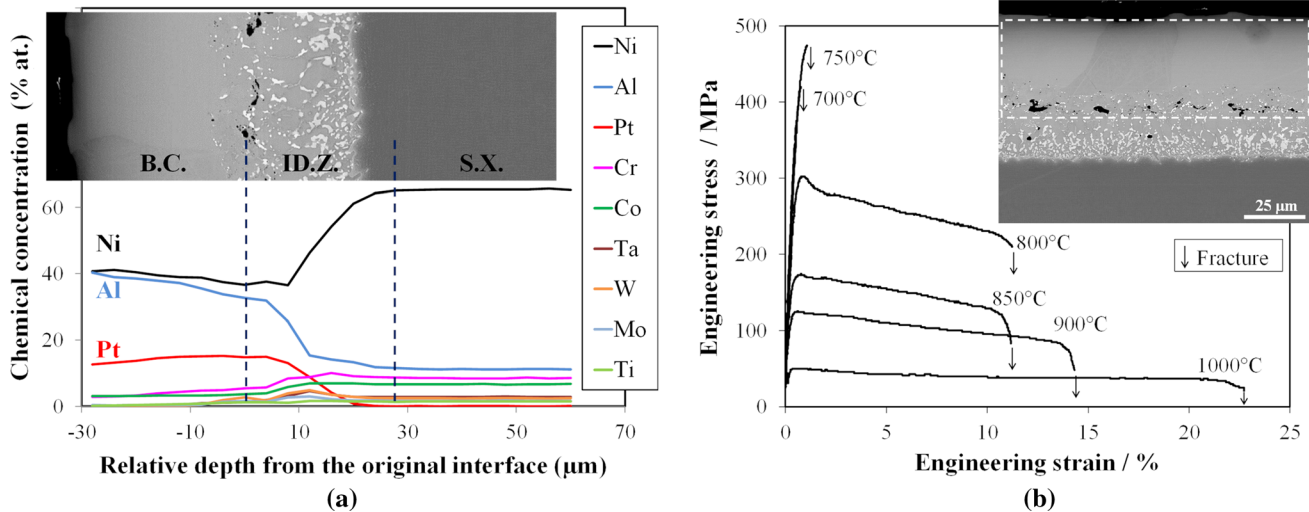 Chemical concentration (% at.)
60
40
20
0
-30
-10
10
30
50
70
Relative depth from the original interface (µm)
B.C.
ID.Z.
S.X.
Ni
Al
Pt
Ni
Al
Pt
Cr
Co
Ta
W
Mo
Ti
(a)
Engineering stress / MPa
500
400
300
200
100
0
0
5
10
15
20
25
Engineering strain / %
750°C
700°C
800°C
850°C
900°C
1000°C
25 µm
↓ Fracture
(b)